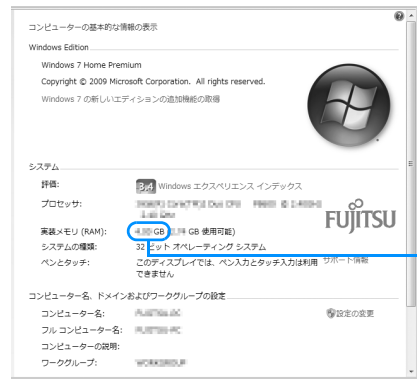 コンピューターの基本的な情報の表示
Windows Edition
Windows 7 Home Premium
Copyright © 2009 Microsoft Corporation. All rights reserved.
Windows 7 の新しいエディションの追加機能の取得
システム
評価: 3.4 Windows エクスペリエンス インデックス
プロセッサ:
FUJITSU
実装メモリ (RAM): GB GB 使用可能)
システムの種類: 32 ビット オペレーティング システム
ペンとタッチ: このディスプレイでは、ペン入力とタッチ入力は利用できません サポート情報
コンピューター名、ドメインおよびワークグループの設定
コンピューター名: 設定の変更
フル コンピューター名:
コンピューターの説明:
ワークグループ: